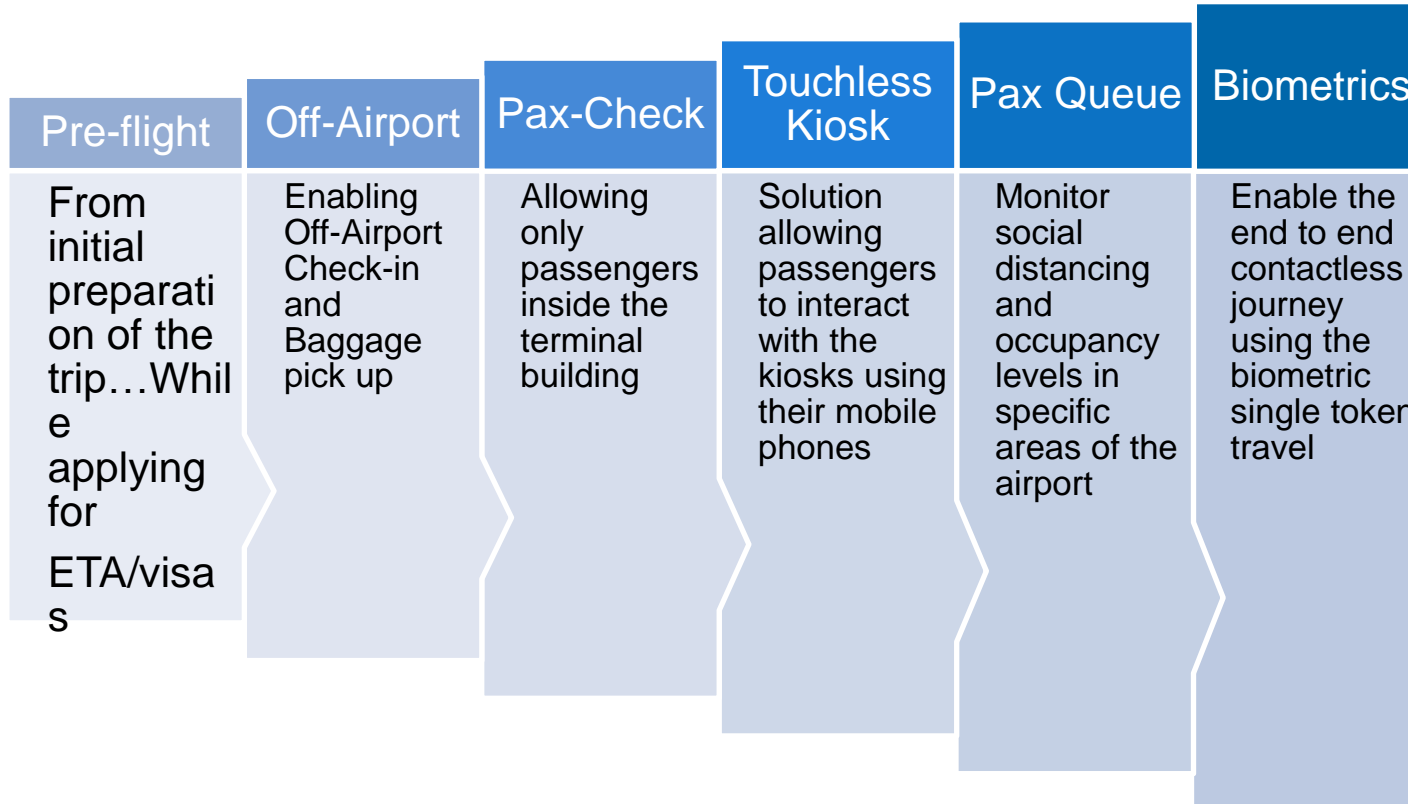 Pre-flight
From
initial
preparati
on of the
trip…Whil
e
applying
for
ETA/visa
s
Off-Airport
Enabling
Off-Airport
Check-in
and
Baggage
pick up
Pax-Check
Allowing
only
passengers
inside the
terminal
building
Touchless
Kiosk
Solution
allowing
passengers
to interact
with the
kiosks using
their mobile
phones
Pax Queue
Monitor
social
distancing
and
occupancy
levels in
specific
areas of the
airport
Biometrics
Enable the
end to end
contactless
journey
using the
biometric
single token
travel